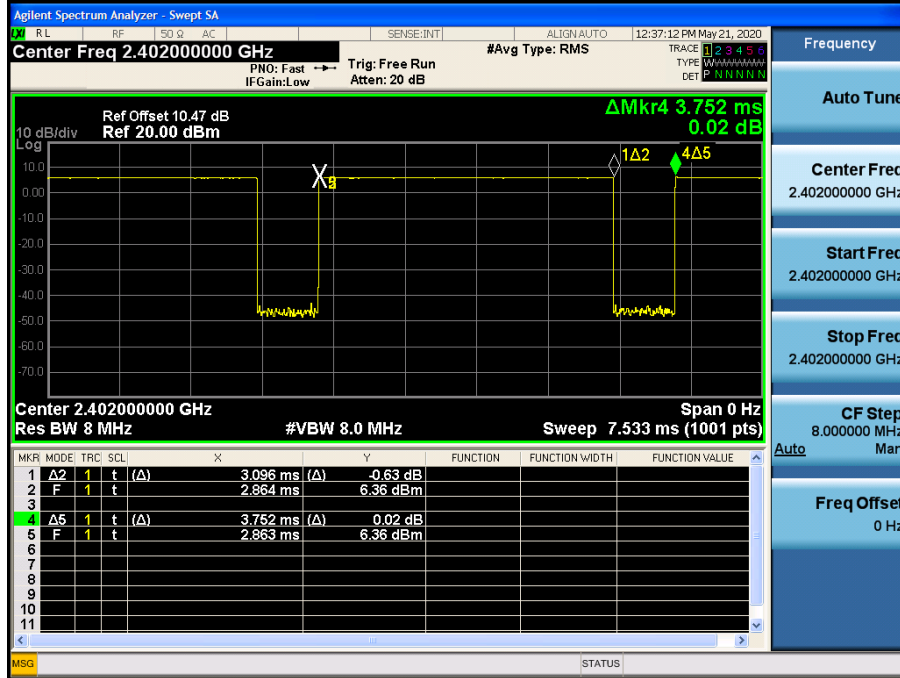 Agilent Spectrum Analyzer - Swept SA
LXI RL RF 50 Ω AC SENSE:INT ALIGN AUTO 12:37:12 PM May 21, 2020
Center Freq 2.402000000 GHz #Avg Type: RMS TRACE 1 2 3 4 5 6
PNO: Fast Trig: Free Run TYPE
IFGain:Low Atten: 20 dB DET P N N N N N
ΔMkr4 3.752 ms
0.02 dB
Ref Offset 10.47 dB
10 dB/div Ref 20.00 dBm
Log
1Δ2 4Δ5
10.0
0.00
-10.0
-20.0
-30.0
-40.0
-50.0
-60.0
-70.0
Center 2.402000000 GHz Span 0 Hz
Res BW 8 MHz #VBW 8.0 MHz Sweep 7.533 ms (1001 pts)
MKR MODE TRC SCL X Y FUNCTION FUNCTION WIDTH FUNCTION VALUE
1 Δ2 1 t (Δ) 3.096 ms (Δ) -0.63 dB
2 F 1 t 2.864 ms 6.36 dBm
3
4 Δ5 1 t (Δ) 3.752 ms (Δ) 0.02 dB
5 F 1 t 2.863 ms 6.36 dBm
6
7
8
9
10
11
MSG STATUS
Frequency
Auto Tune
Center Freq
2.402000000 GHz
Start Freq
2.402000000 GHz
Stop Freq
2.402000000 GHz
CF Step
8.000000 MHz
Auto Man
Freq Offset
0 Hz